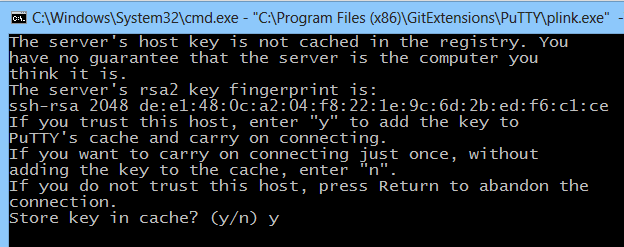 C:\Windows\System32\cmd.exe - "C:\Program Files (x86)\GitExtensions\PuTTY\plink.exe" -
The server's host key is not cached in the registry. You
have no guarantee that the server is the computer you
think it is.
The server's rsa2 key fingerprint is:
ssh-rsa 2048 de:e1:48:0c:a2:04:f8:22:1e:9c:6d:2b:ed:f6:c1:ce
If you trust this host, enter "y" to add the key to
PuTTY's cache and carry on connecting.
If you want to carry on connecting just once, without
adding the key to the cache, enter "n".
If you do not trust this host, press Return to abandon the
connection.
Store key in cache? (y/n) y